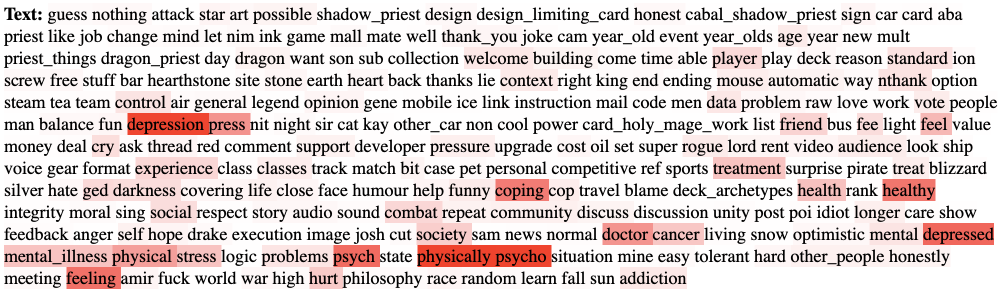 Text: guess nothing attack star art possible shadow_priest design design_limiting_card honest cabal_shadow_priest sign car card aba
priest like job change mind let nim ink game mall mate well thank_you joke cam year_old event year_olds age year new mult
priest_things dragon_priest day dragon want son sub collection welcome building come time able player play deck reason standard ion
screw free stuff bar hearthstone site stone earth heart back thanks lie context right king end ending mouse automatic way nthank option
steam tea team control air general legend opinion gene mobile ice link instruction mail code men data problem raw love work vote people
man balance fun depression press nit night sir cat kay other_car non cool power card_holy_mage_work list friend bus fee light feel value
money deal cry ask thread red comment support developer pressure upgrade cost oil set super rogue lord rent video audience look ship
voice gear format experience class classes track match bit case pet personal competitive ref sports treatment surprise pirate treat blizzard
silver hate ged darkness covering life close face humour help funny coping cop travel blame deck_archetypes health rank healthy
integrity moral sing social respect story audio sound combat repeat community discuss discussion unity post poi idiot longer care show
feedback anger self hope drake execution image josh cut society sam news normal doctor cancer living snow optimistic mental depressed
mental_illness physical stress logic problems psych state physically psycho situation mine easy tolerant hard other_people honestly
meeting feeling amir fuck world war high hurt philosophy race random learn fall sun addiction